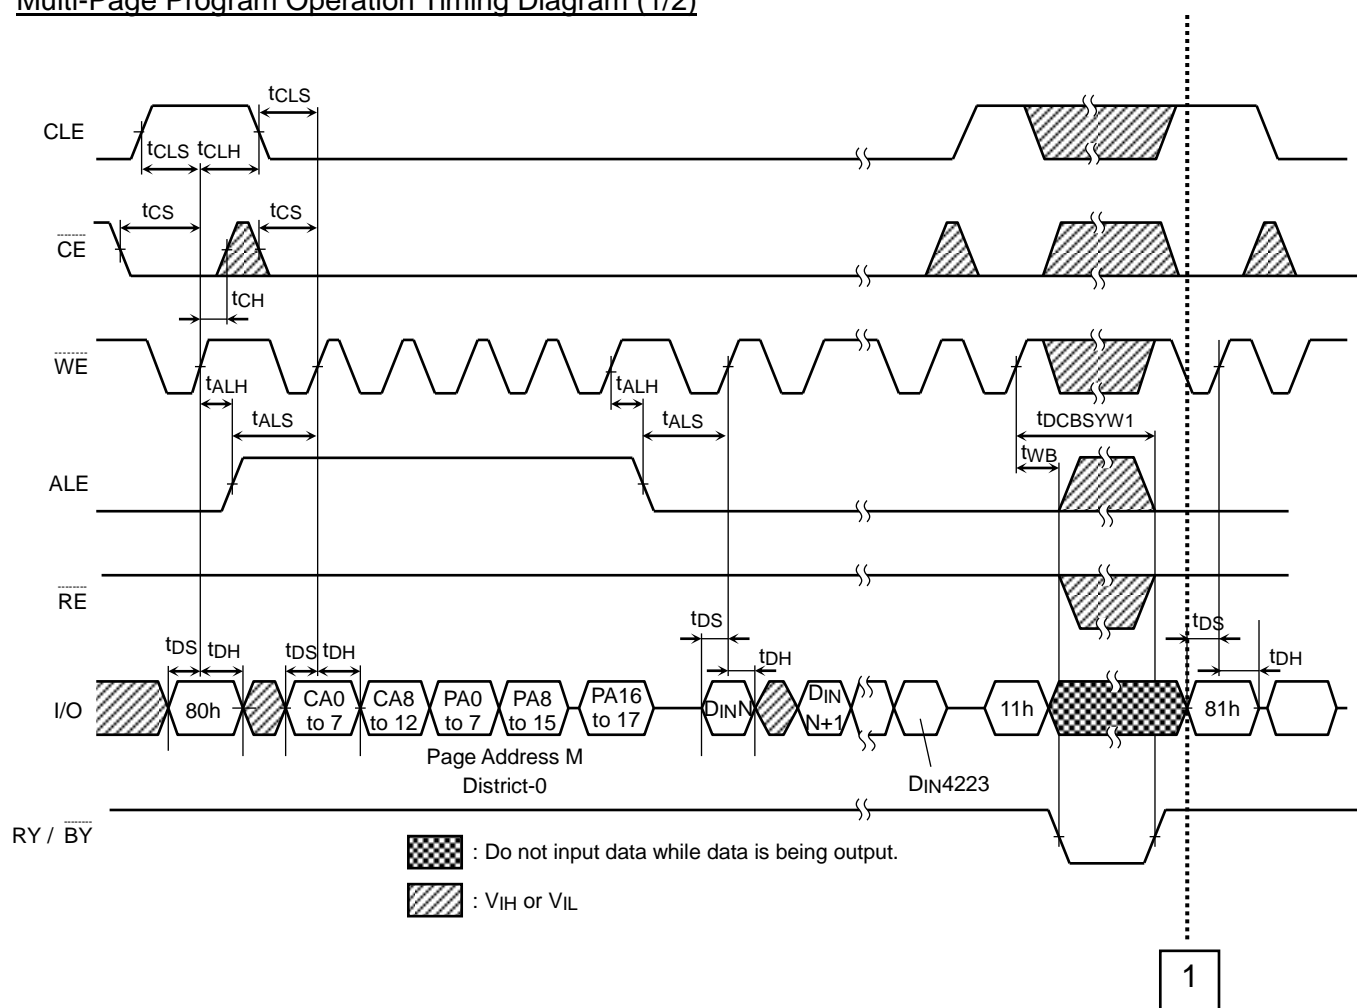 Multi-Page Program Operation Timing Diagram (1/2)
tCLS
CLE
tCLS tCLH
tCS tCS
CE
tCH
WE
tALH tALH
tALS tALS tDCBSYW1
tWB
ALE
RE
tDS tDS
tDS tDH tDS tDH tDH tDH
I/O
80h
CA0 to 7
CA8 to 12
PA0 to 7
PA8 to 15
PA16 to 17
DINN
DIN N+1
11h
81h
Page Address M
District-0
DIN4223
RY / BY
: Do not input data while data is being output.
: VIH or VIL
1